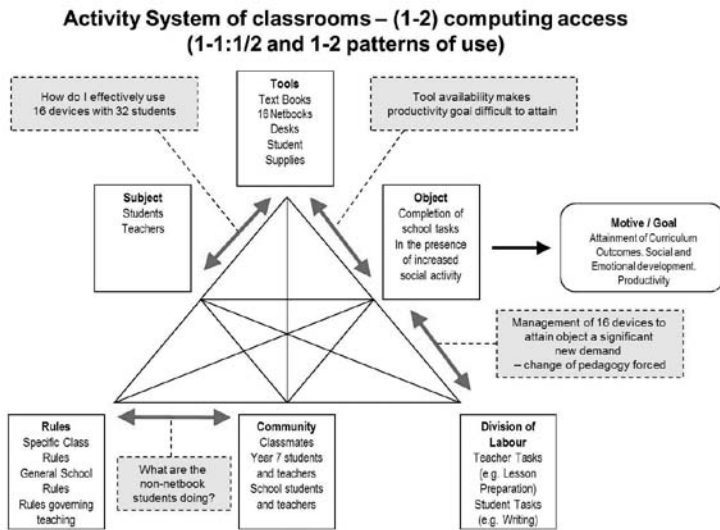 Activity System of classrooms – (1-2) computing access
(1-1:1/2 and 1-2 patterns of use)
How do I effectively use
16 devices with 32 students
Tools
Text Books
16 Netbooks
Desks
Student
Supplies
Tool availability makes
productivity goal difficult to attain
Subject
Students
Teachers
Object
Completion of
school tasks
In the presence
of increased
social activity
Motive / Goal
Attainment of Curriculum
Outcomes. Social and
Emotional development.
Productivity
Management of 16 devices to
attain object a significant
new demand
– change of pedagogy forced
Rules
Specific Class
Rules
General School
Rules
Rules governing
teaching
What are the
non-netbook
students doing?
Community
Classmates
Year 7 students
and teachers
School students
and teachers
Division of
Labour
Teacher Tasks
(e.g. Lesson
Preparation)
Student Tasks
(e.g. Writing)